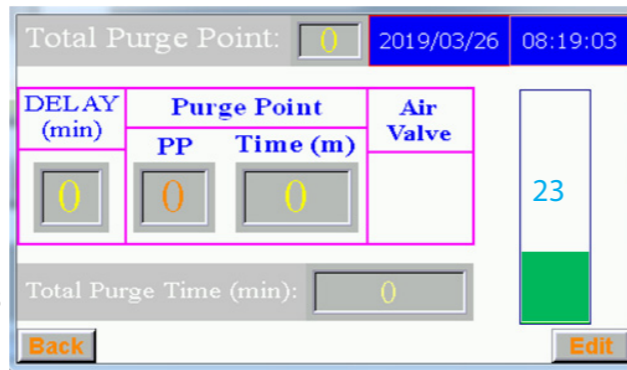 Total Purge Point: 0 2019/03/26 08:19:03
DELAY (min)
Purge Point
PP Time (m)
Air Valve
0 0 0
23
Total Purge Time (min): 0
Back Edit